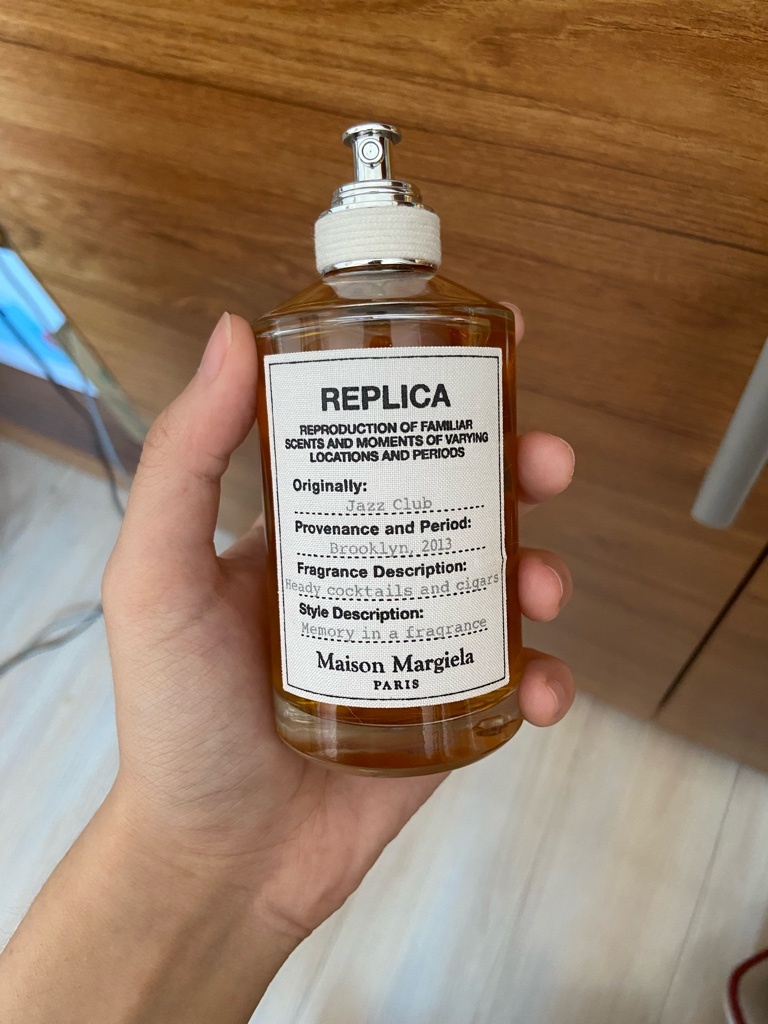 REPLICA
REPRODUCTION OF FAMILIAR
SCENTS AND MOMENTS OF VARYING
LOCATIONS AND PERIODS
Originally:
Jazz Club
Provenance and Period:
Brooklyn, 2013
Fragrance Description:
Heady cocktails and cigars
Style Description:
Memory in a fragrance
Maison Margiela
PARIS